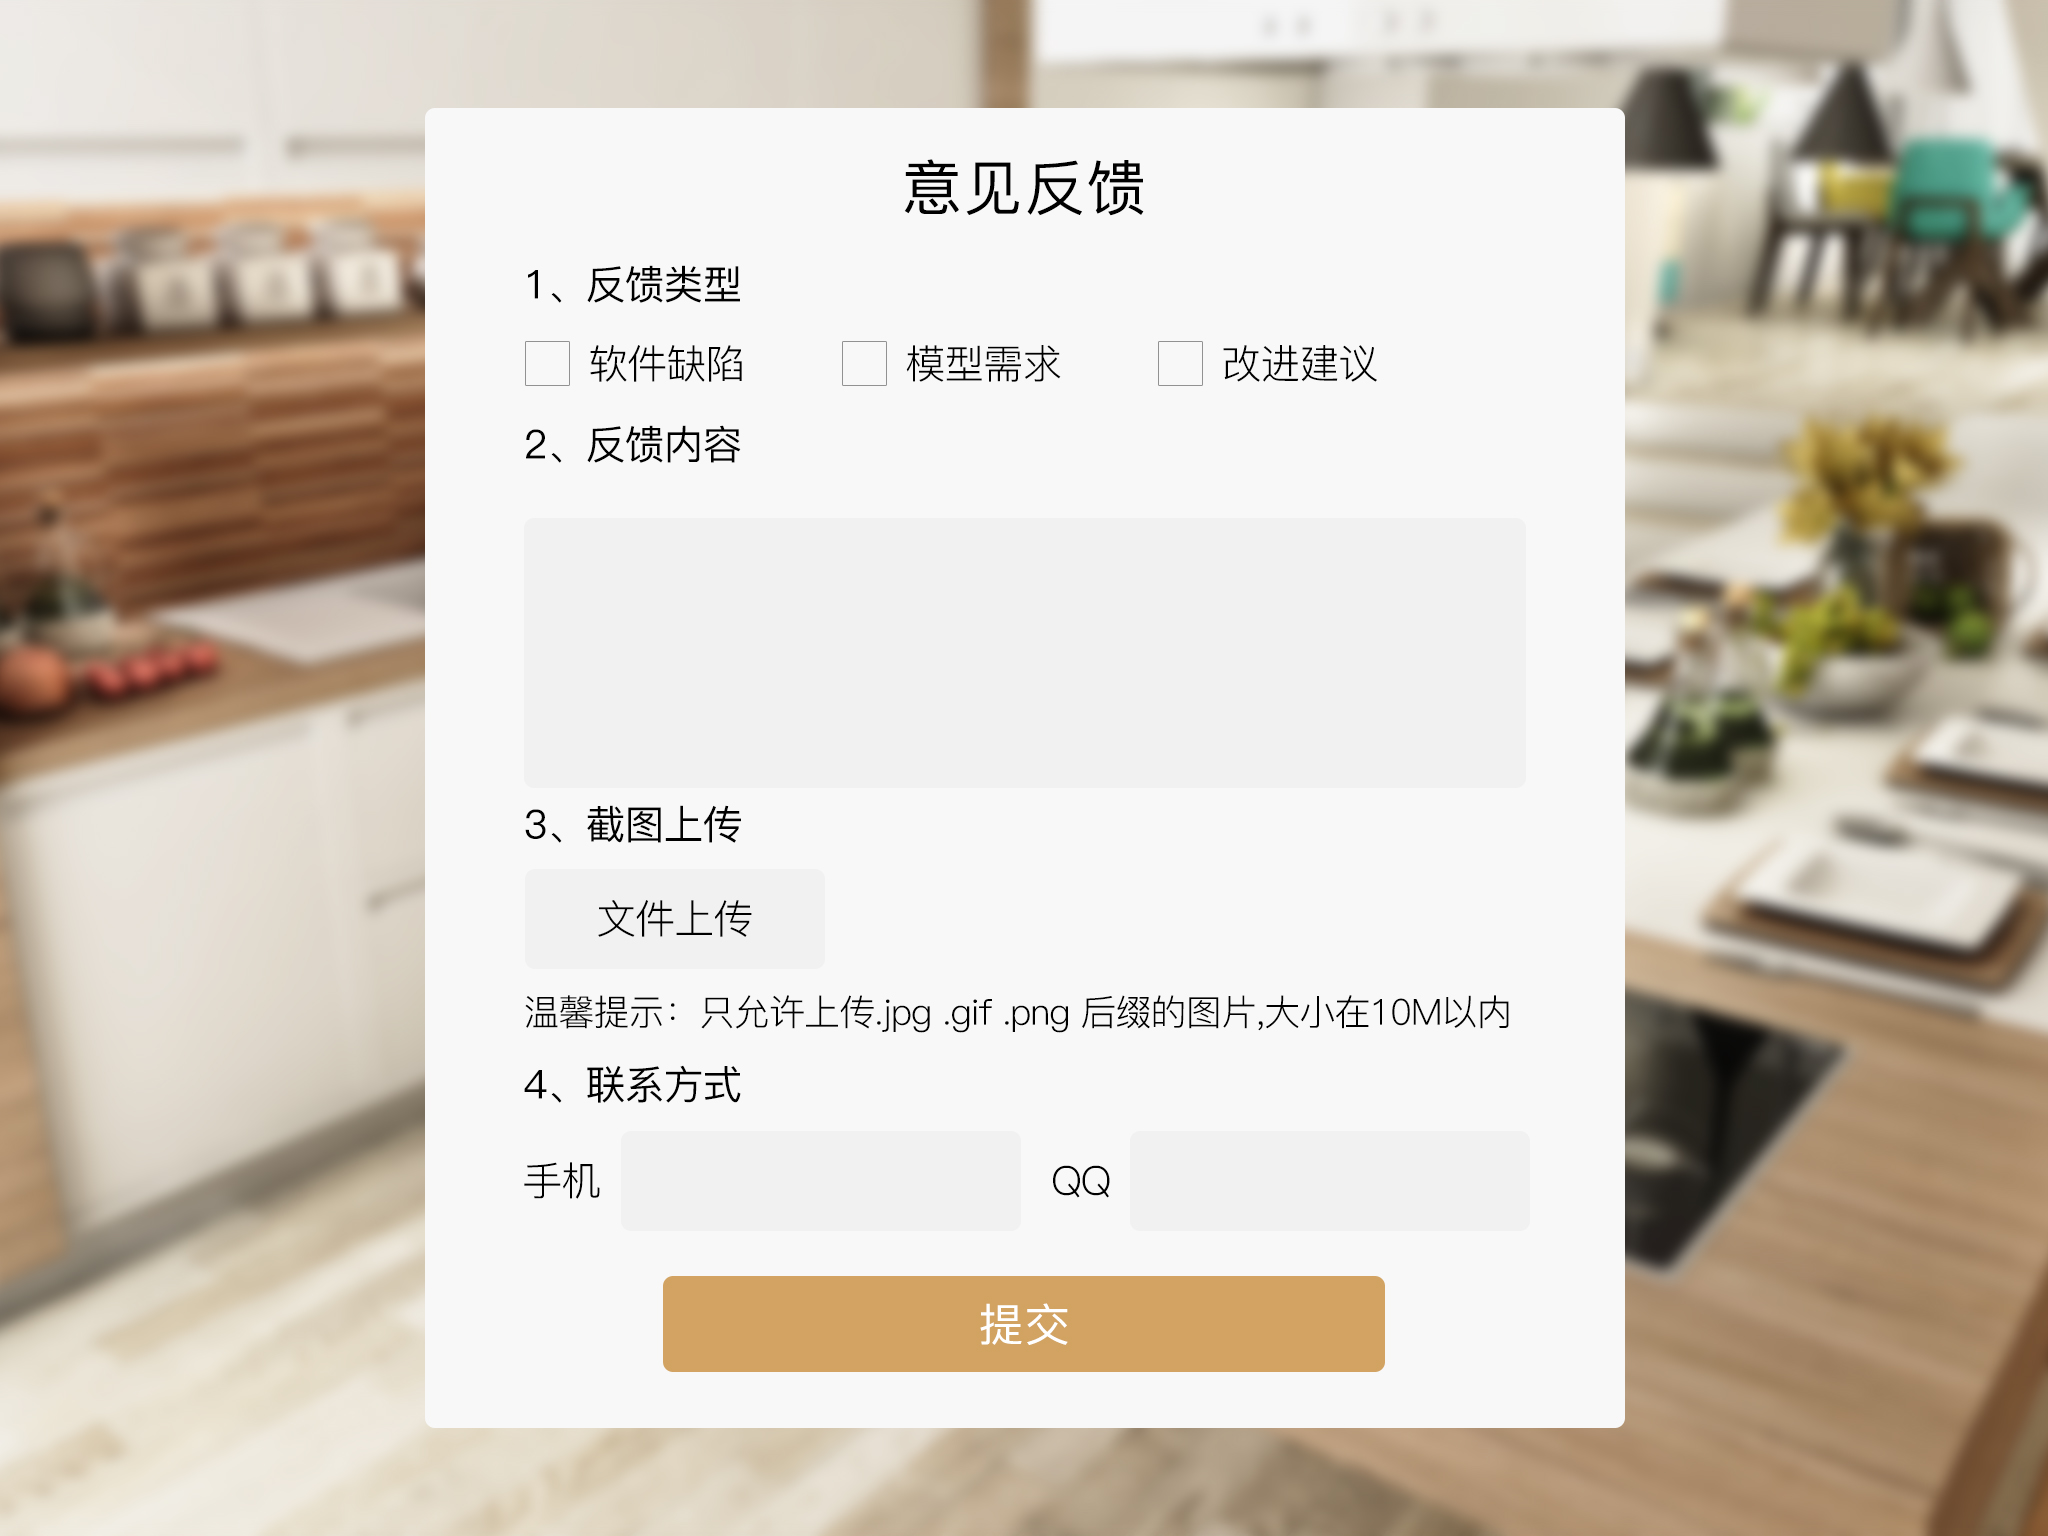 意见反馈
1、反馈类型
软件缺陷 模型需求 改进建议
2、反馈内容
3、截图上传
文件上传
温馨提示：只允许上传.jpg .gif .png 后缀的图片,大小在10M以内
4、联系方式
手机 QQ
提交